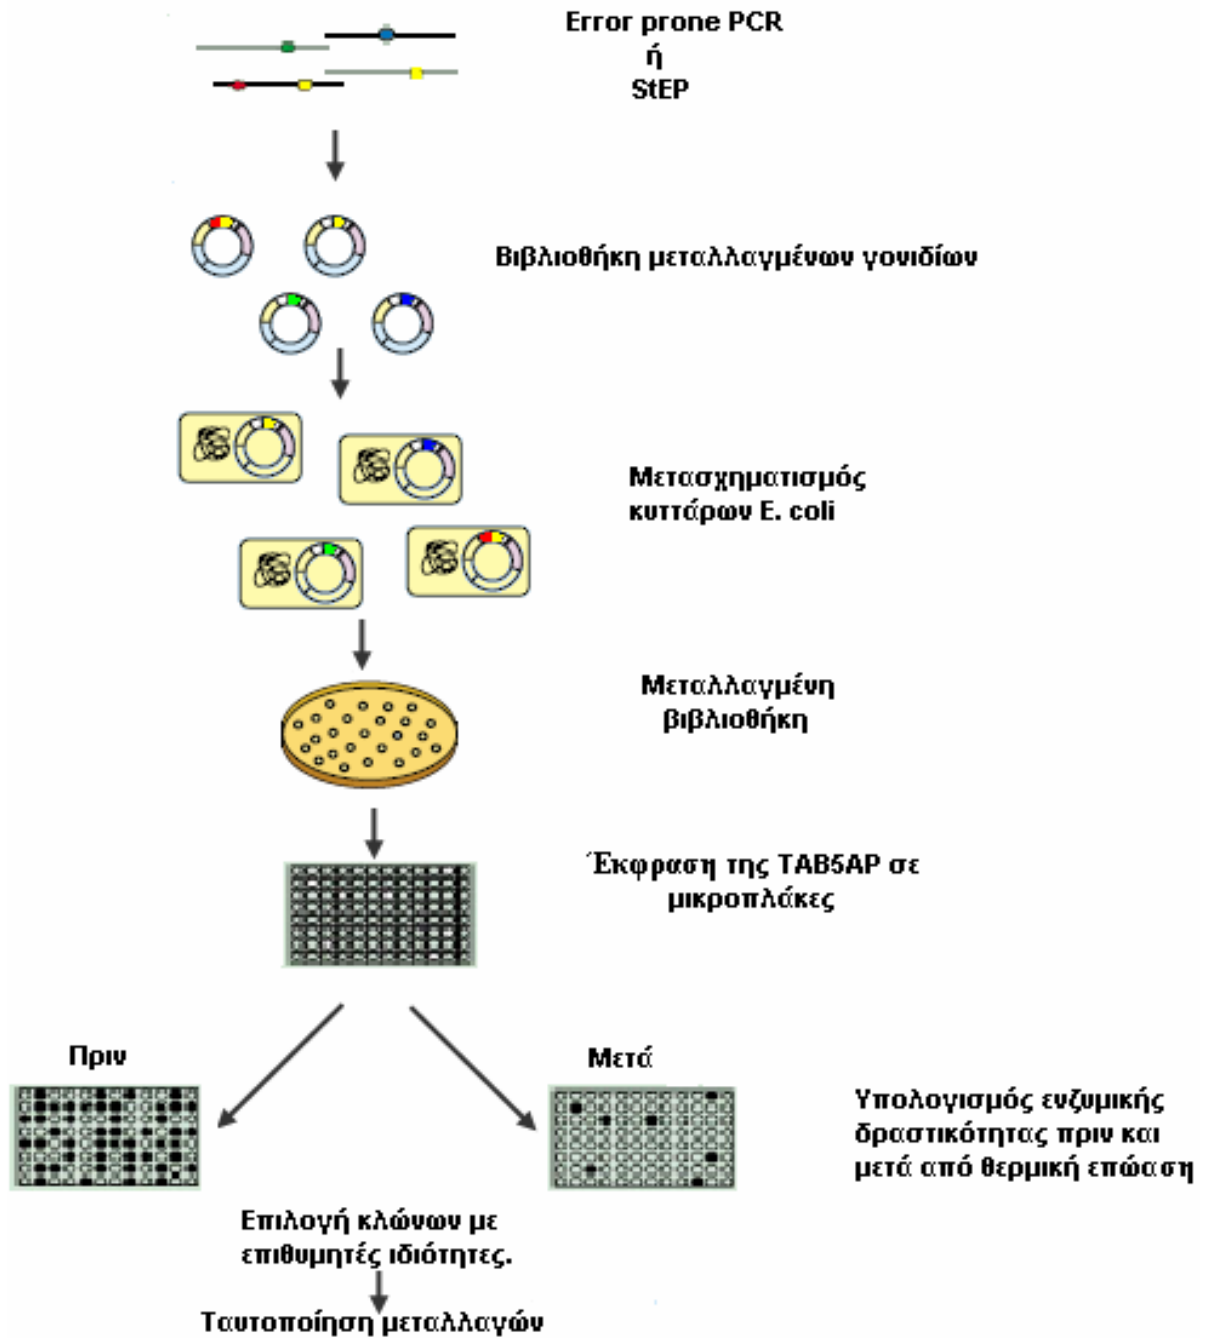 Error prone PCR
ή
StEP
Βιβλιοθήκη μεταλλαγμένων γονιδίων
Μετασχηματισμός
κυττάρων E. coli
Μεταλλαγμένη
βιβλιοθήκη
Έκφραση της TAB5AP σε
μικροπλάκες
Πριν
Μετά
Υπολογισμός ενζυμικής
δραστικότητας πριν και
μετά από θερμική επώαση
Επιλογή κλώνων με
επιθυμητές ιδιότητες.
Ταυτοποίηση μεταλλαγών